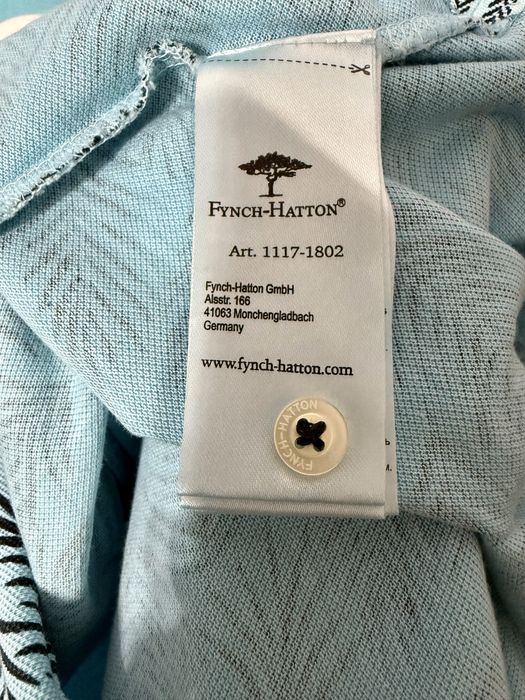 FYNCH-HATTON®
Art. 1117-1802
Fynch-Hatton GmbH
Alsstr. 166
41063 Monchengladbach
Germany
www.fynch-hatton.com
FYNCH-HATTON